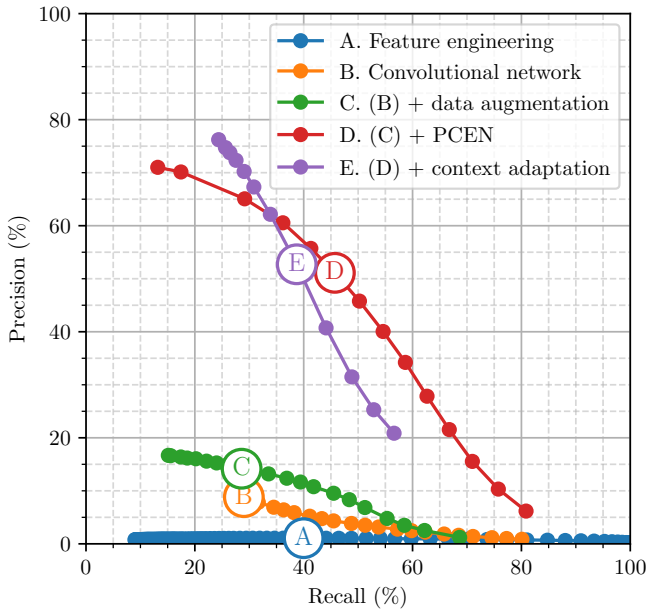 100
80
60
40
20
0
Precision (%)
A. Feature engineering
B. Convolutional network
C. (B) + data augmentation
D. (C) + PCEN
E. (D) + context adaptation
E
D
C
B
A
0 20 40 60 80 100
Recall (%)